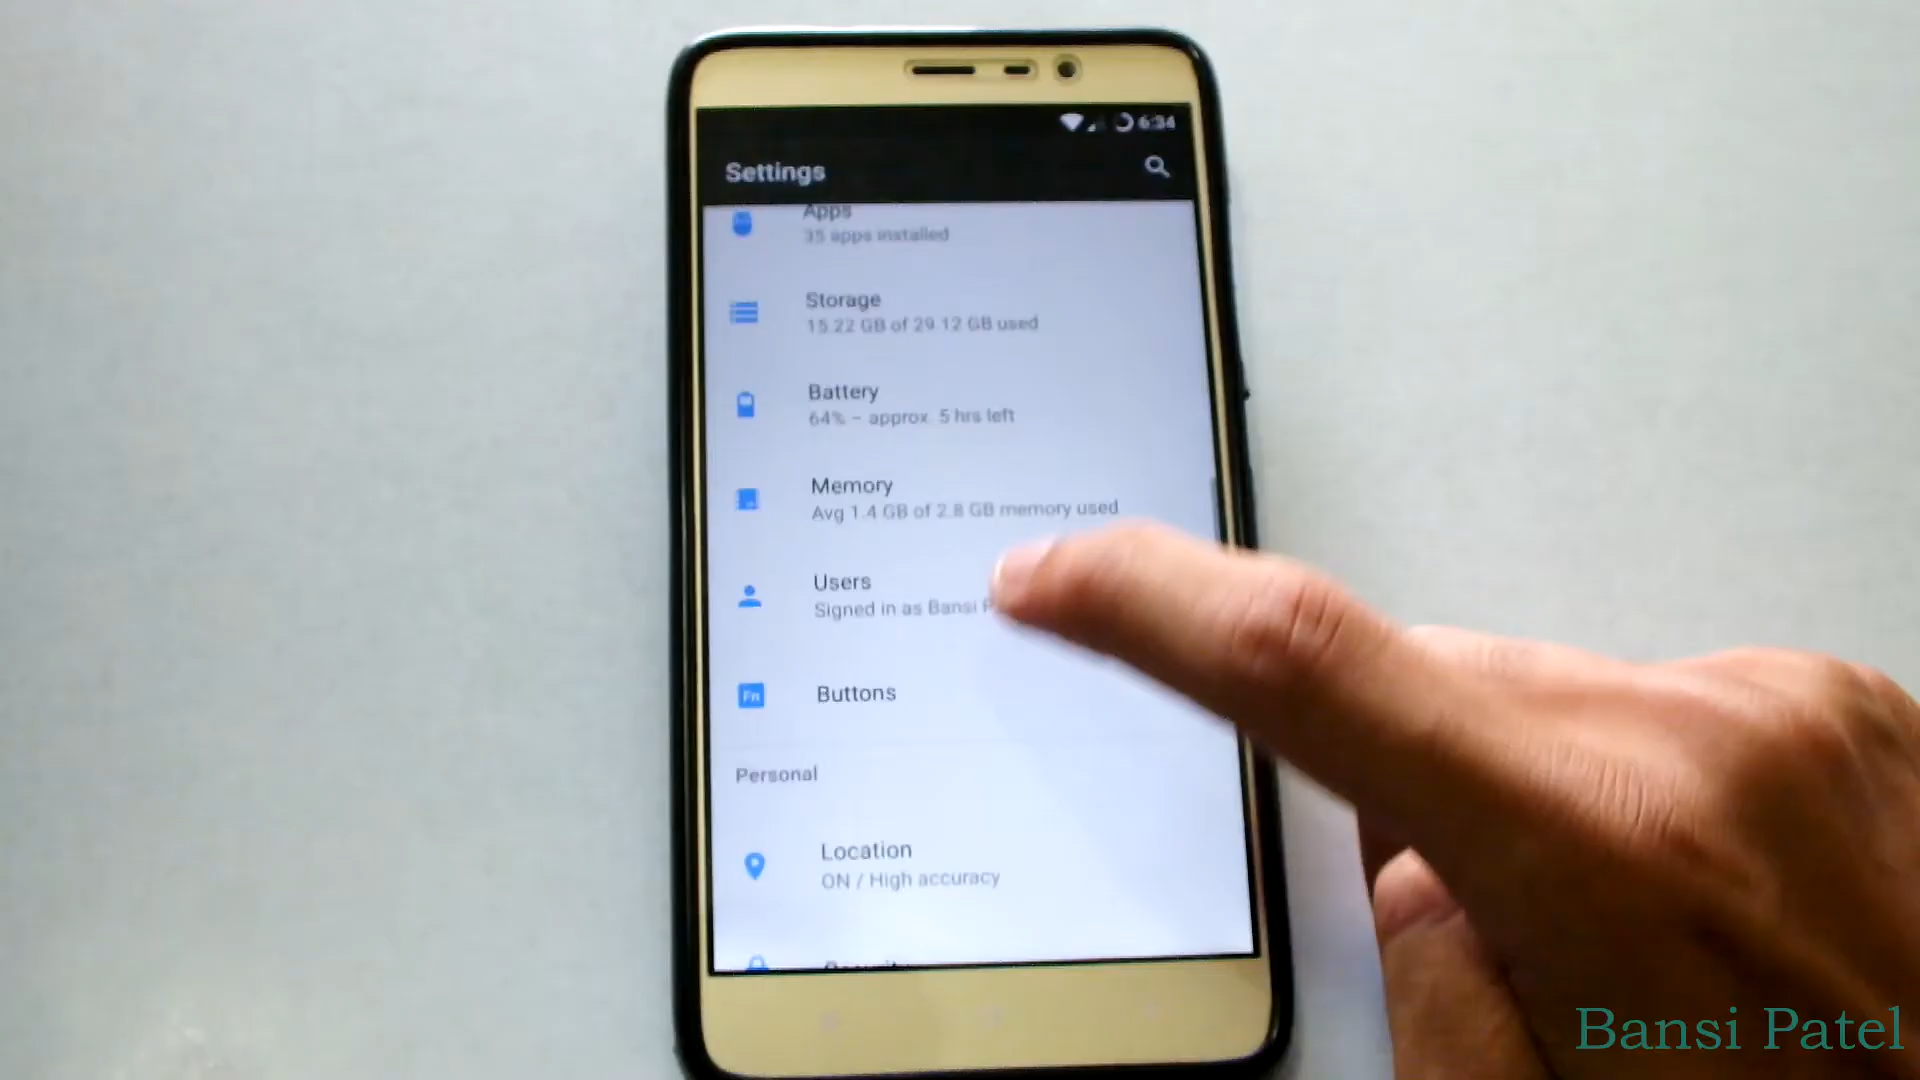 6:34
Settings
Apps
35 apps installed
Storage
15.22 GB of 29.12 GB used
Battery
64% – approx. 5 hrs left
Memory
Avg 1.4 GB of 2.8 GB memory used
Users
Signed in as Bansi
Fn
Buttons
Personal
Location
ON / High accuracy
Bansi Patel